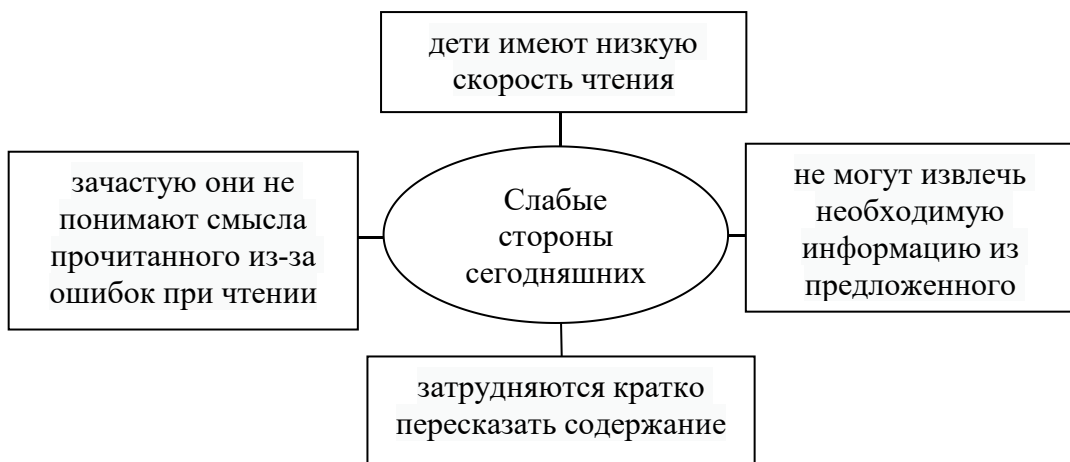 дети имеют низкую
скорость чтения
зачастую они не
понимают смысла
прочитанного из-за
ошибок при чтении
Слабые
стороны
сегодняшних
не могут извлечь
необходимую
информацию из
предложенного
затрудняются кратко
пересказать содержание